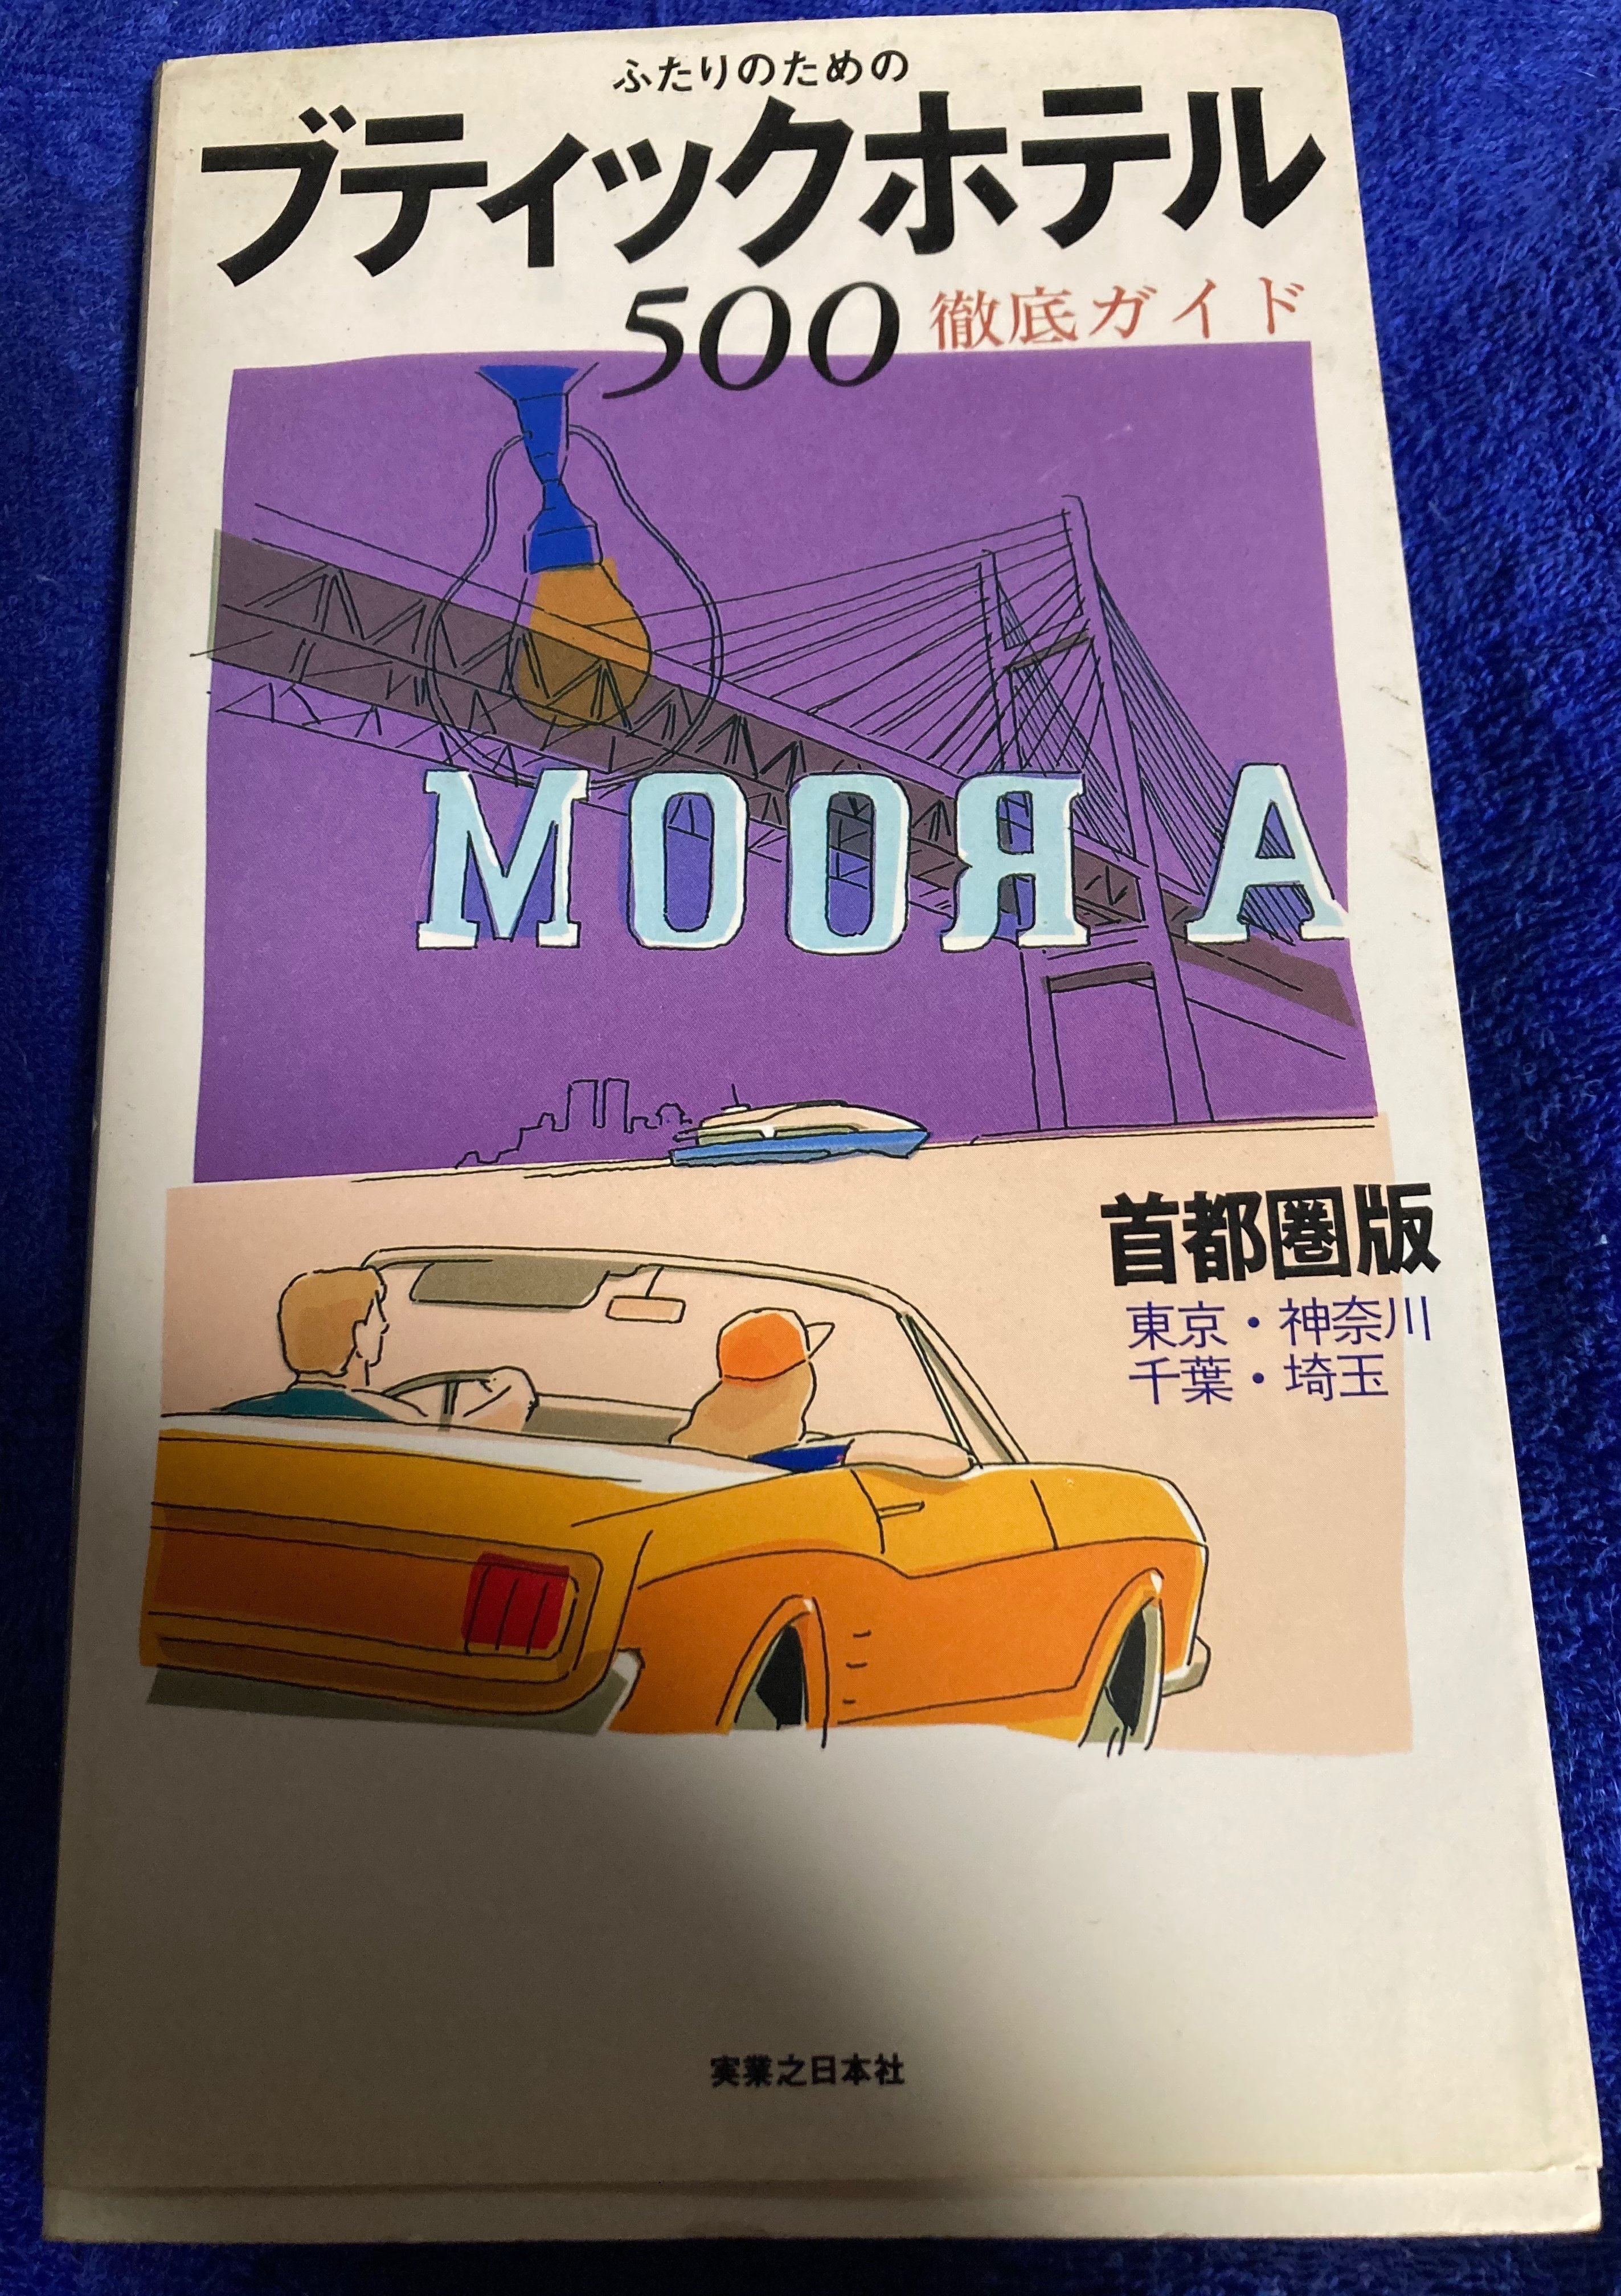 ふたりのための
ブティックホテル
500 徹底ガイド
MOOЯ A
首都圏版
東京・神奈川
千葉・埼玉
実業之日本社